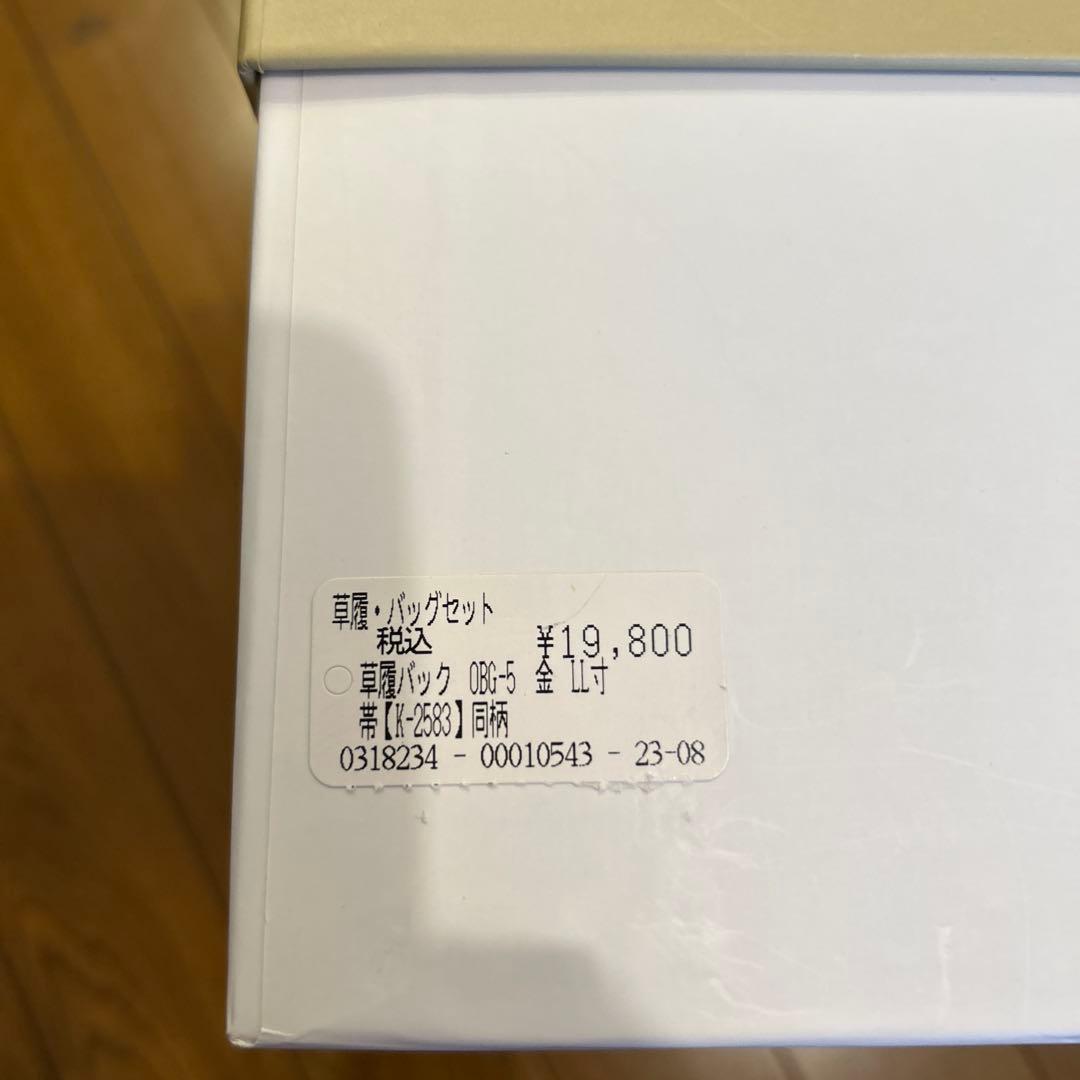 草履・バッグセット
税込 ¥19,800
草履バック OBG-5 金 LL寸
帯【K-2583】同柄
0318234 - 00010543 - 23-08